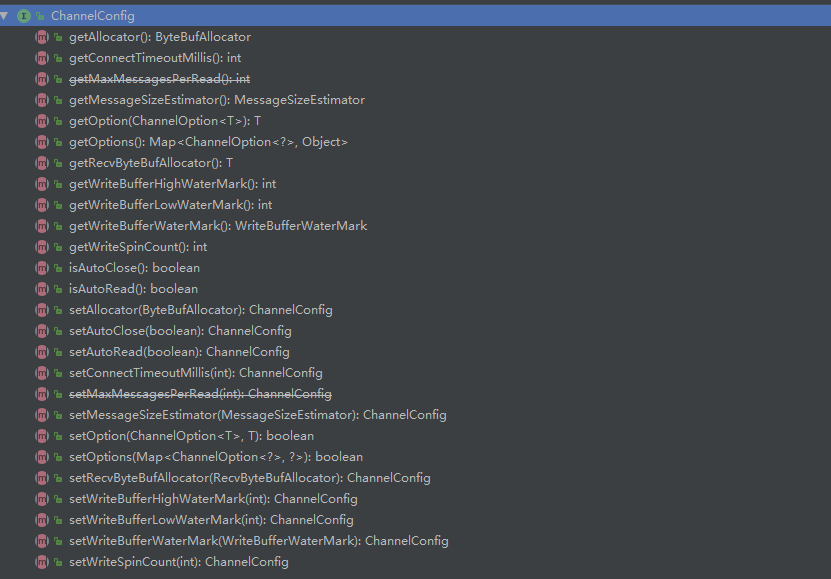 ChannelConfig
getAllocator(): ByteBufAllocator
getConnectTimeoutMillis(): int
getMaxMessagesPerRead(): int
getMessageSizeEstimator(): MessageSizeEstimator
getOption(ChannelOption<T>): T
getOptions(): Map<ChannelOption<?>, Object>
getRecvByteBufAllocator(): T
getWriteBufferHighWaterMark(): int
getWriteBufferLowWaterMark(): int
getWriteBufferWaterMark(): WriteBufferWaterMark
getWriteSpinCount(): int
isAutoClose(): boolean
isAutoRead(): boolean
setAllocator(ByteBufAllocator): ChannelConfig
setAutoClose(boolean): ChannelConfig
setAutoRead(boolean): ChannelConfig
setConnectTimeoutMillis(int): ChannelConfig
setMaxMessagesPerRead(int): ChannelConfig
setMessageSizeEstimator(MessageSizeEstimator): ChannelConfig
setOption(ChannelOption<T>, T): boolean
setOptions(Map<ChannelOption<?>, ?>): boolean
setRecvByteBufAllocator(RecvByteBufAllocator): ChannelConfig
setWriteBufferHighWaterMark(int): ChannelConfig
setWriteBufferLowWaterMark(int): ChannelConfig
setWriteBufferWaterMark(WriteBufferWaterMark): ChannelConfig
setWriteSpinCount(int): ChannelConfig